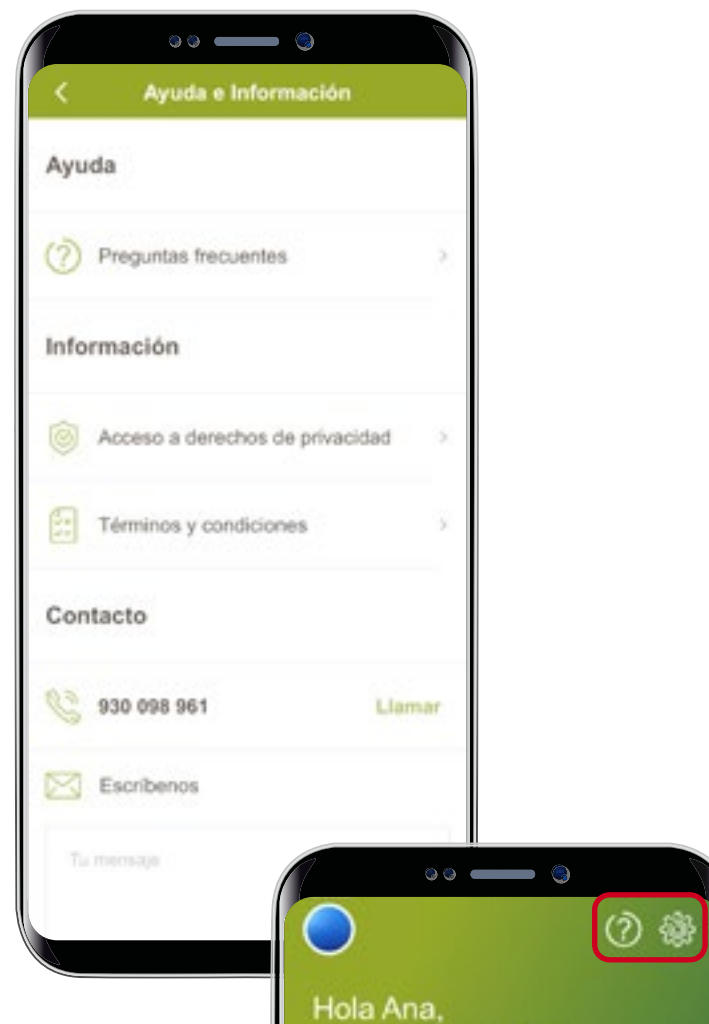 Ayuda e Información
Ayuda
Preguntas frecuentes
Información
Acceso a derechos de privacidad
Términos y condiciones
Contacto
930 098 961 Llamar
Escríbenos
Tu mensaje
Hola Ana,